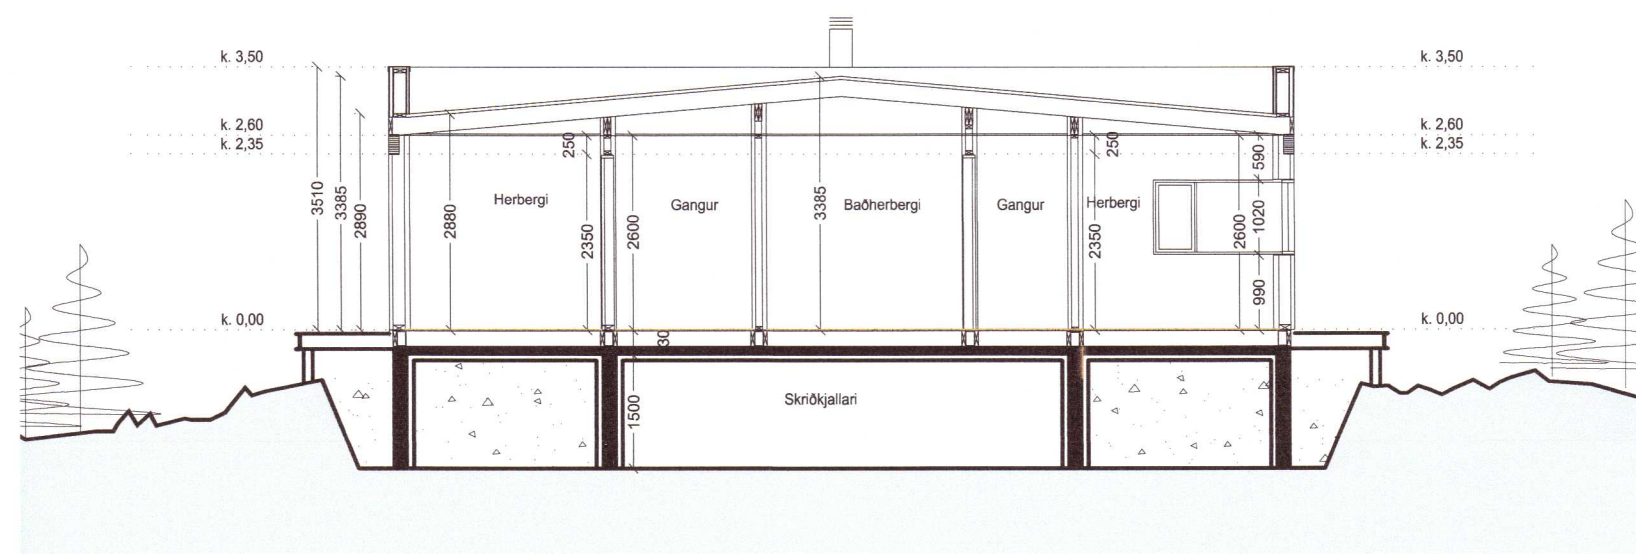 k. 3,50
k. 3,50
k. 2,60
k. 2,60
k. 2,35
k. 2,35
3510
3385
2890
2880
250
2600
2350
3385
250
2350
2600
590
1020
990
Herbergi
Gangur
Baðherbergi
Gangur
Herbergi
k. 0,00
k. 0,00
30
1500
Skriðkjallari